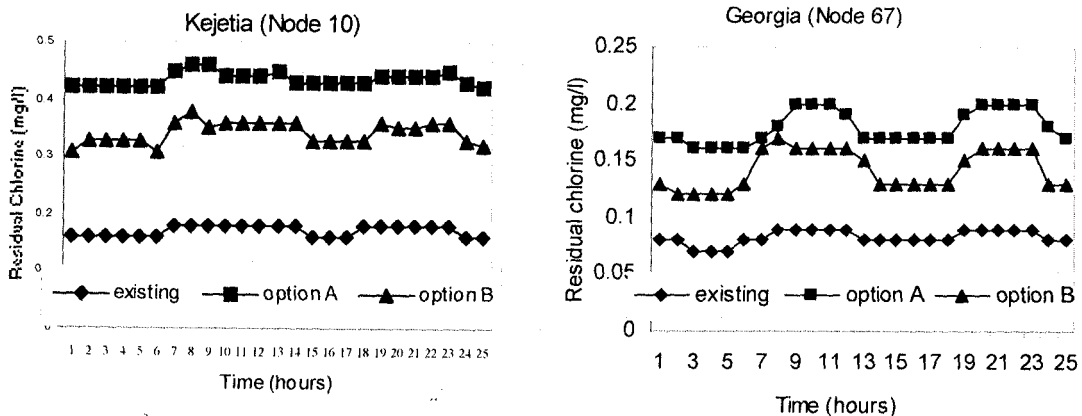 Kejetia (Node 10)
Residual Chlorine (mg/l)
0.5
0.4
0.3
0.2
0
existing option A option B
1 2 3 4 5 6 7 8 9 10 11 12 13 14 15 16 17 18 19 20 21 22 23 24 25
Time (hours)
Georgia (Node 67)
Residual chlorine (mg/l)
0.25
0.2
0.15
0.1
0.05
existing option A option B
0
1 3 5 7 9 11 13 15 17 19 21 23 25
Time (hours)